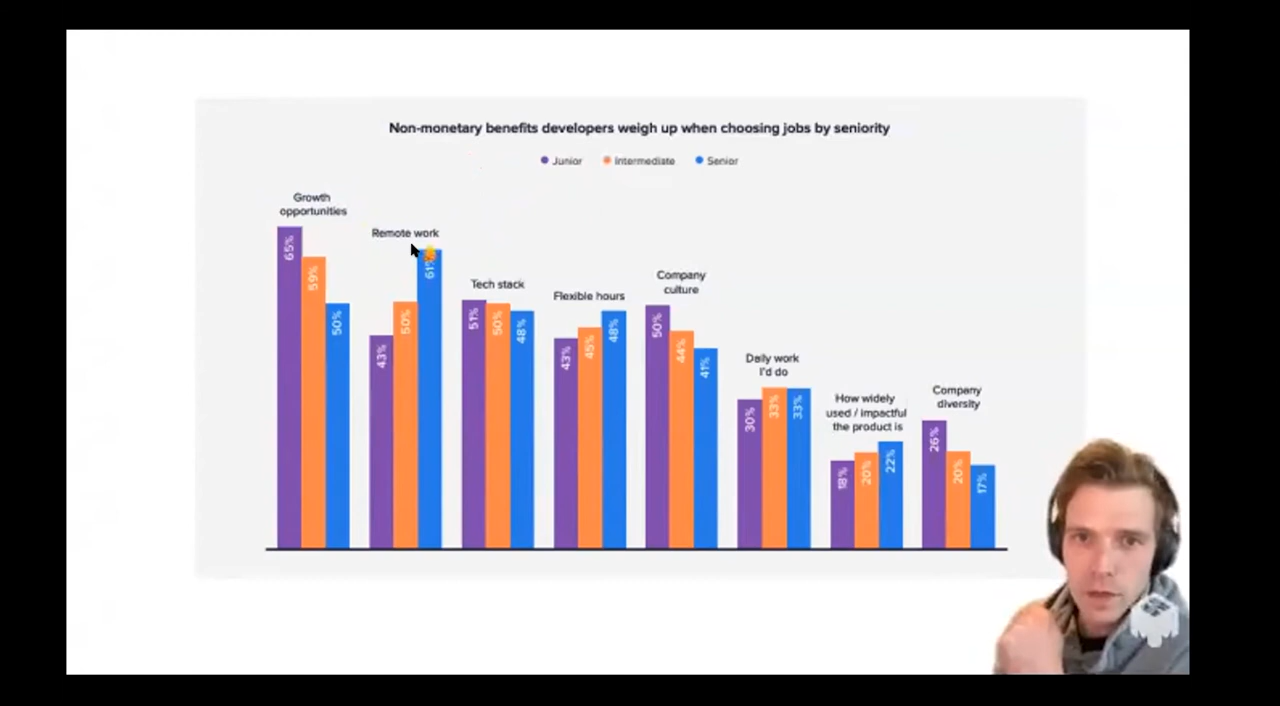 Non-monetary benefits developers weigh up when choosing jobs by seniority
Junior Intermediate Senior
Growth
opportunities
65%
59%
50%
Remote work
43%
50%
61%
Tech stack
51%
50%
48%
Flexible hours
43%
45%
48%
Company
culture
50%
44%
41%
Daily work
I'd do
30%
33%
33%
How widely
used / impactful
the product is
18%
20%
22%
Company
diversity
26%
20%
17%